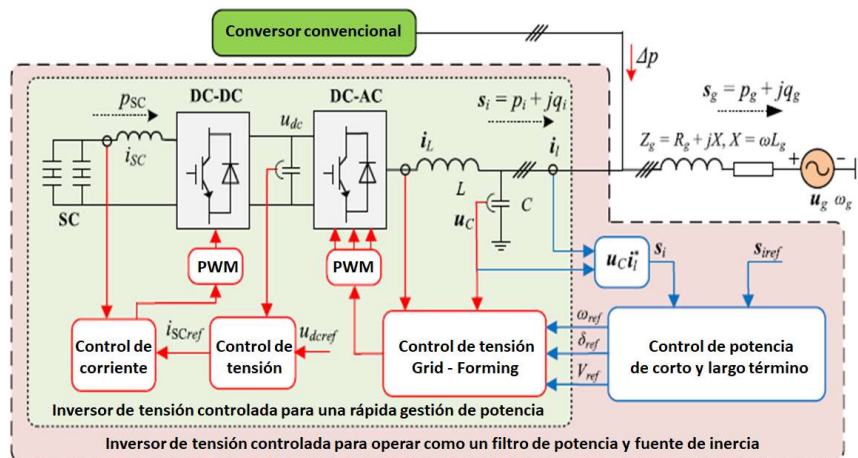 Conversor convencional
Δp
DC-DC
DC-AC
s_i = p_i + jq_i
s_g = p_g + jq_g
p_SC
u_dc
i_SC
i_L
i_l
Z_g = R_g + jX, X = ωL_g
L
C
SC
u_C
u_g ω_g
+ -
PWM
PWM
u_C i_l^*
s_i
s_iref
Control de
corriente
i_SCref
Control de
tensión
u_dcref
Control de tensión
Grid - Forming
ω_ref
δ_ref
V_ref
Control de potencia
de corto y largo término
Inversor de tensión controlada para una rápida gestión de potencia
Inversor de tensión controlada para operar como un filtro de potencia y fuente de inercia